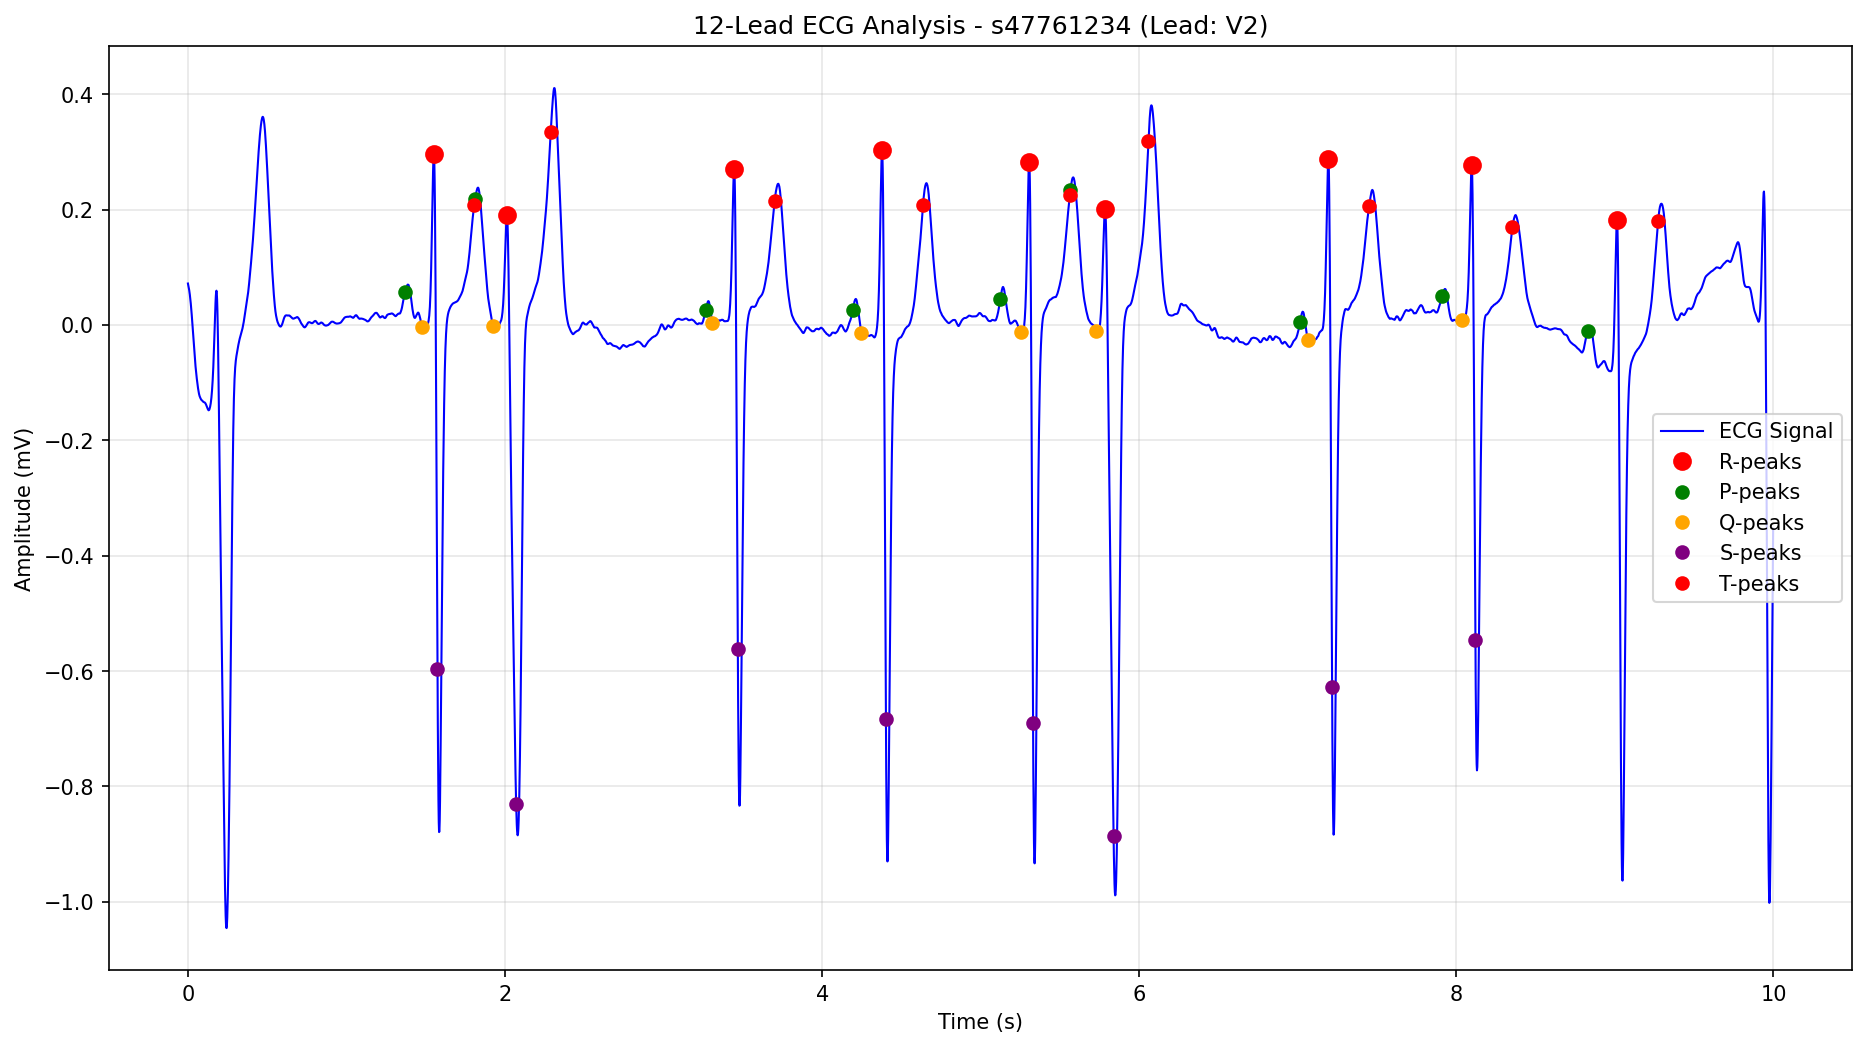 12-Lead ECG Analysis - s47761234 (Lead: V2)
Amplitude (mV)
0.4
0.2
0.0
−0.2
−0.4
−0.6
−0.8
−1.0
ECG Signal
R-peaks
P-peaks
Q-peaks
S-peaks
T-peaks
0 2 4 6 8 10
Time (s)